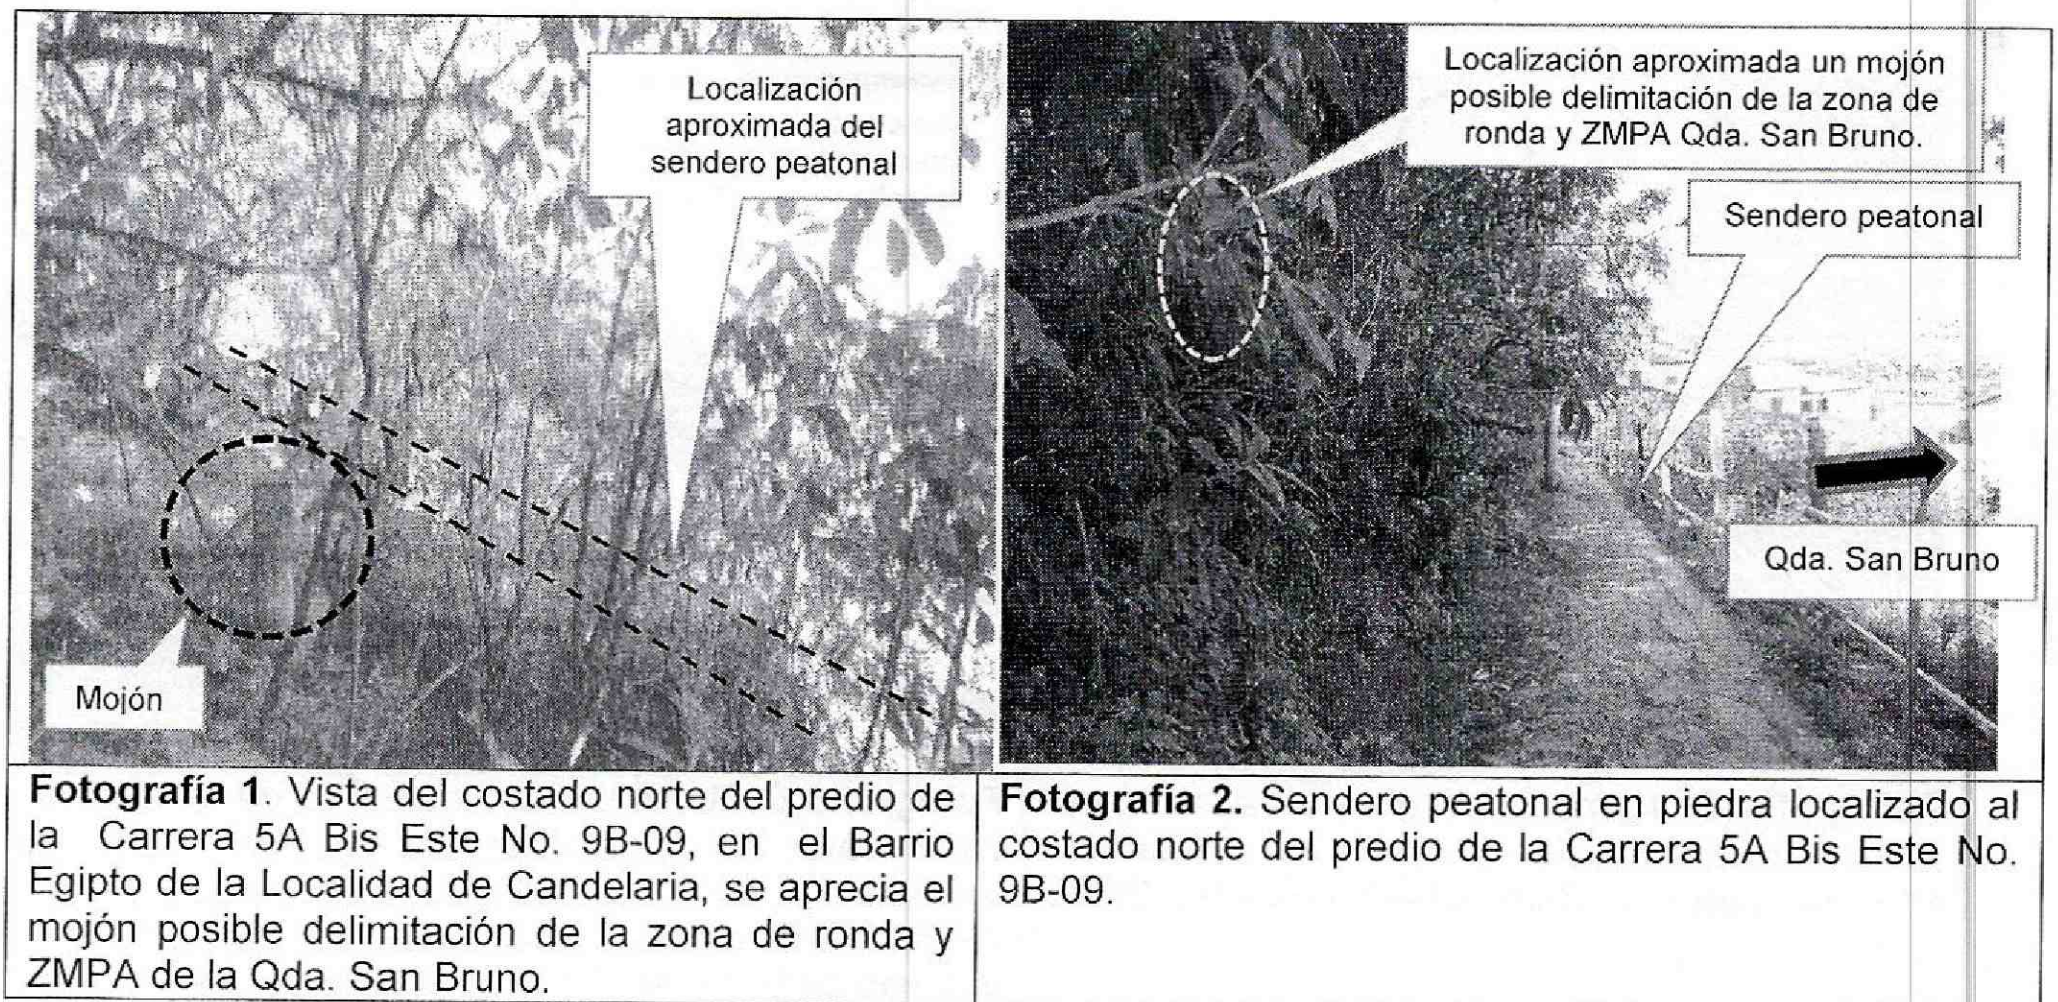 Localización
aproximada del
sendero peatonal
Mojón
Localización aproximada un mojón
posible delimitación de la zona de
ronda y ZMPA Qda. San Bruno.
Sendero peatonal
Qda. San Bruno
Fotografía 1. Vista del costado norte del predio de
la Carrera 5A Bis Este No. 9B-09, en el Barrio
Egipto de la Localidad de Candelaria, se aprecia el
mojón posible delimitación de la zona de ronda y
ZMPA de la Qda. San Bruno.
Fotografía 2. Sendero peatonal en piedra localizado al
costado norte del predio de la Carrera 5A Bis Este No.
9B-09.